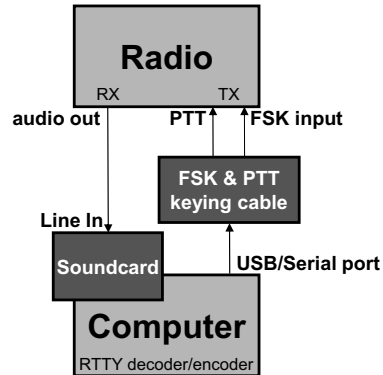 Radio
RX TX
audio out PTT FSK input
FSK & PTT
keying cable
Line In
Soundcard
USB/Serial port
Computer
RTTY decoder/encoder